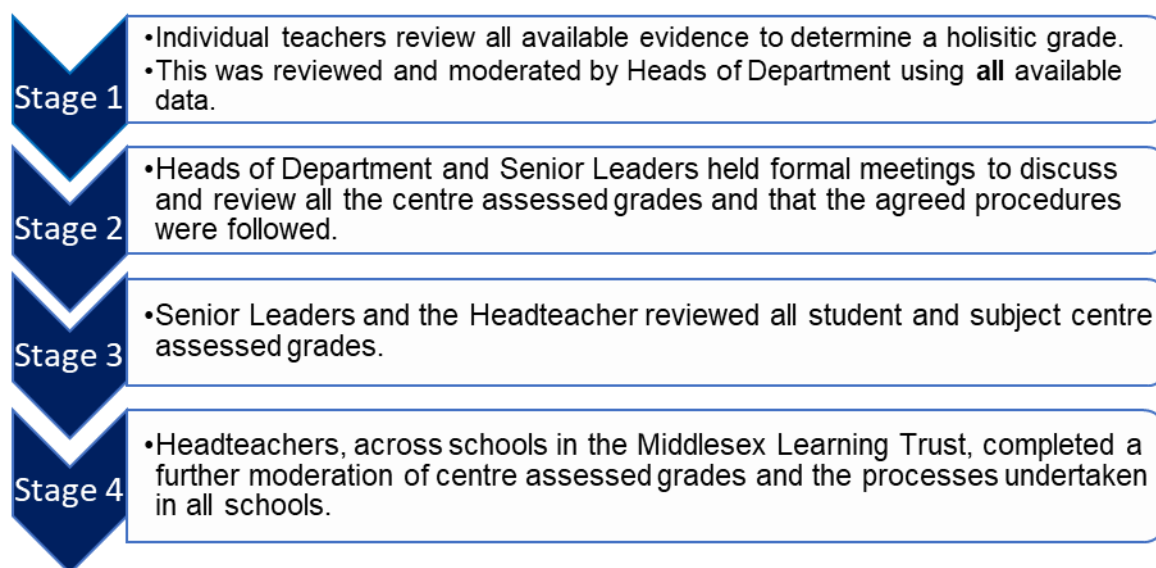 Stage 1
•Individual teachers review all available evidence to determine a holisitic grade.
•This was reviewed and moderated by Heads of Department using all available
data.
Stage 2
•Heads of Department and Senior Leaders held formal meetings to discuss
and review all the centre assessed grades and that the agreed procedures
were followed.
Stage 3
•Senior Leaders and the Headteacher reviewed all student and subject centre
assessed grades.
Stage 4
•Headteachers, across schools in the Middlesex Learning Trust, completed a
further moderation of centre assessed grades and the processes undertaken
in all schools.